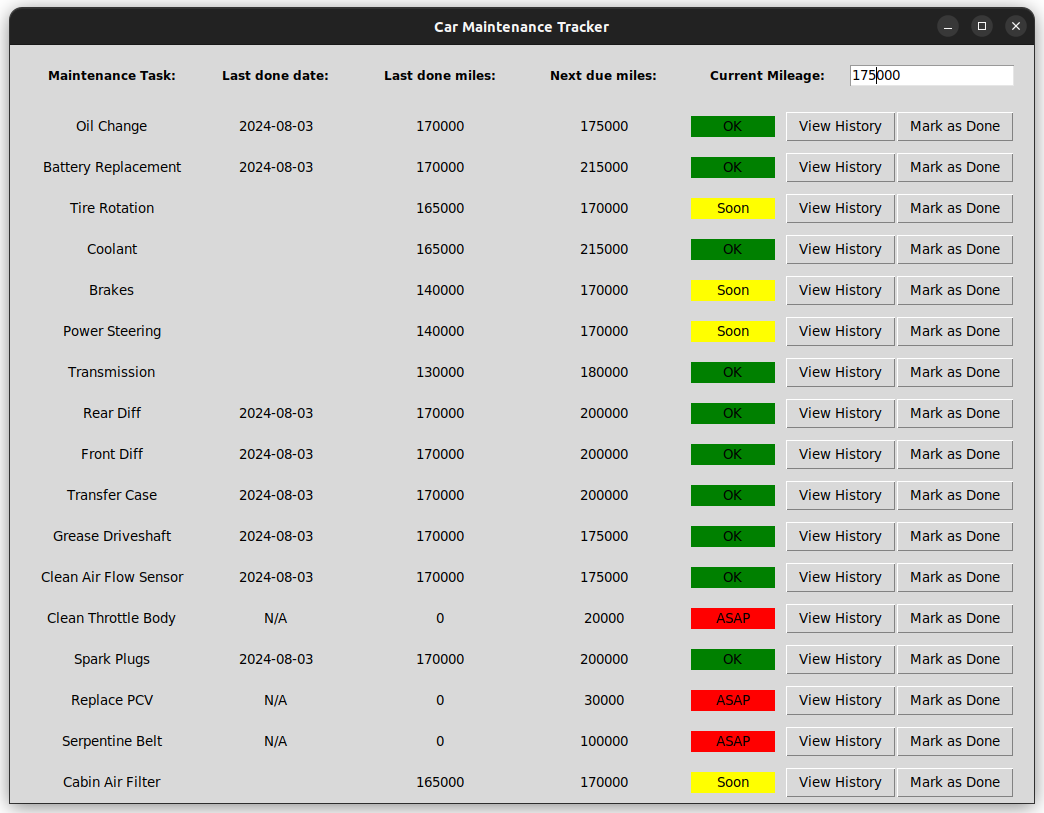 Car Maintenance Tracker
Maintenance Task: Last done date: Last done miles: Next due miles: Current Mileage: 175000
Oil Change 2024-08-03 170000 175000 OK View History Mark as Done
Battery Replacement 2024-08-03 170000 215000 OK View History Mark as Done
Tire Rotation 165000 170000 Soon View History Mark as Done
Coolant 165000 215000 OK View History Mark as Done
Brakes 140000 170000 Soon View History Mark as Done
Power Steering 140000 170000 Soon View History Mark as Done
Transmission 130000 180000 OK View History Mark as Done
Rear Diff 2024-08-03 170000 200000 OK View History Mark as Done
Front Diff 2024-08-03 170000 200000 OK View History Mark as Done
Transfer Case 2024-08-03 170000 200000 OK View History Mark as Done
Grease Driveshaft 2024-08-03 170000 175000 OK View History Mark as Done
Clean Air Flow Sensor 2024-08-03 170000 175000 OK View History Mark as Done
Clean Throttle Body N/A 0 20000 ASAP View History Mark as Done
Spark Plugs 2024-08-03 170000 200000 OK View History Mark as Done
Replace PCV N/A 0 30000 ASAP View History Mark as Done
Serpentine Belt N/A 0 100000 ASAP View History Mark as Done
Cabin Air Filter 165000 170000 Soon View History Mark as Done